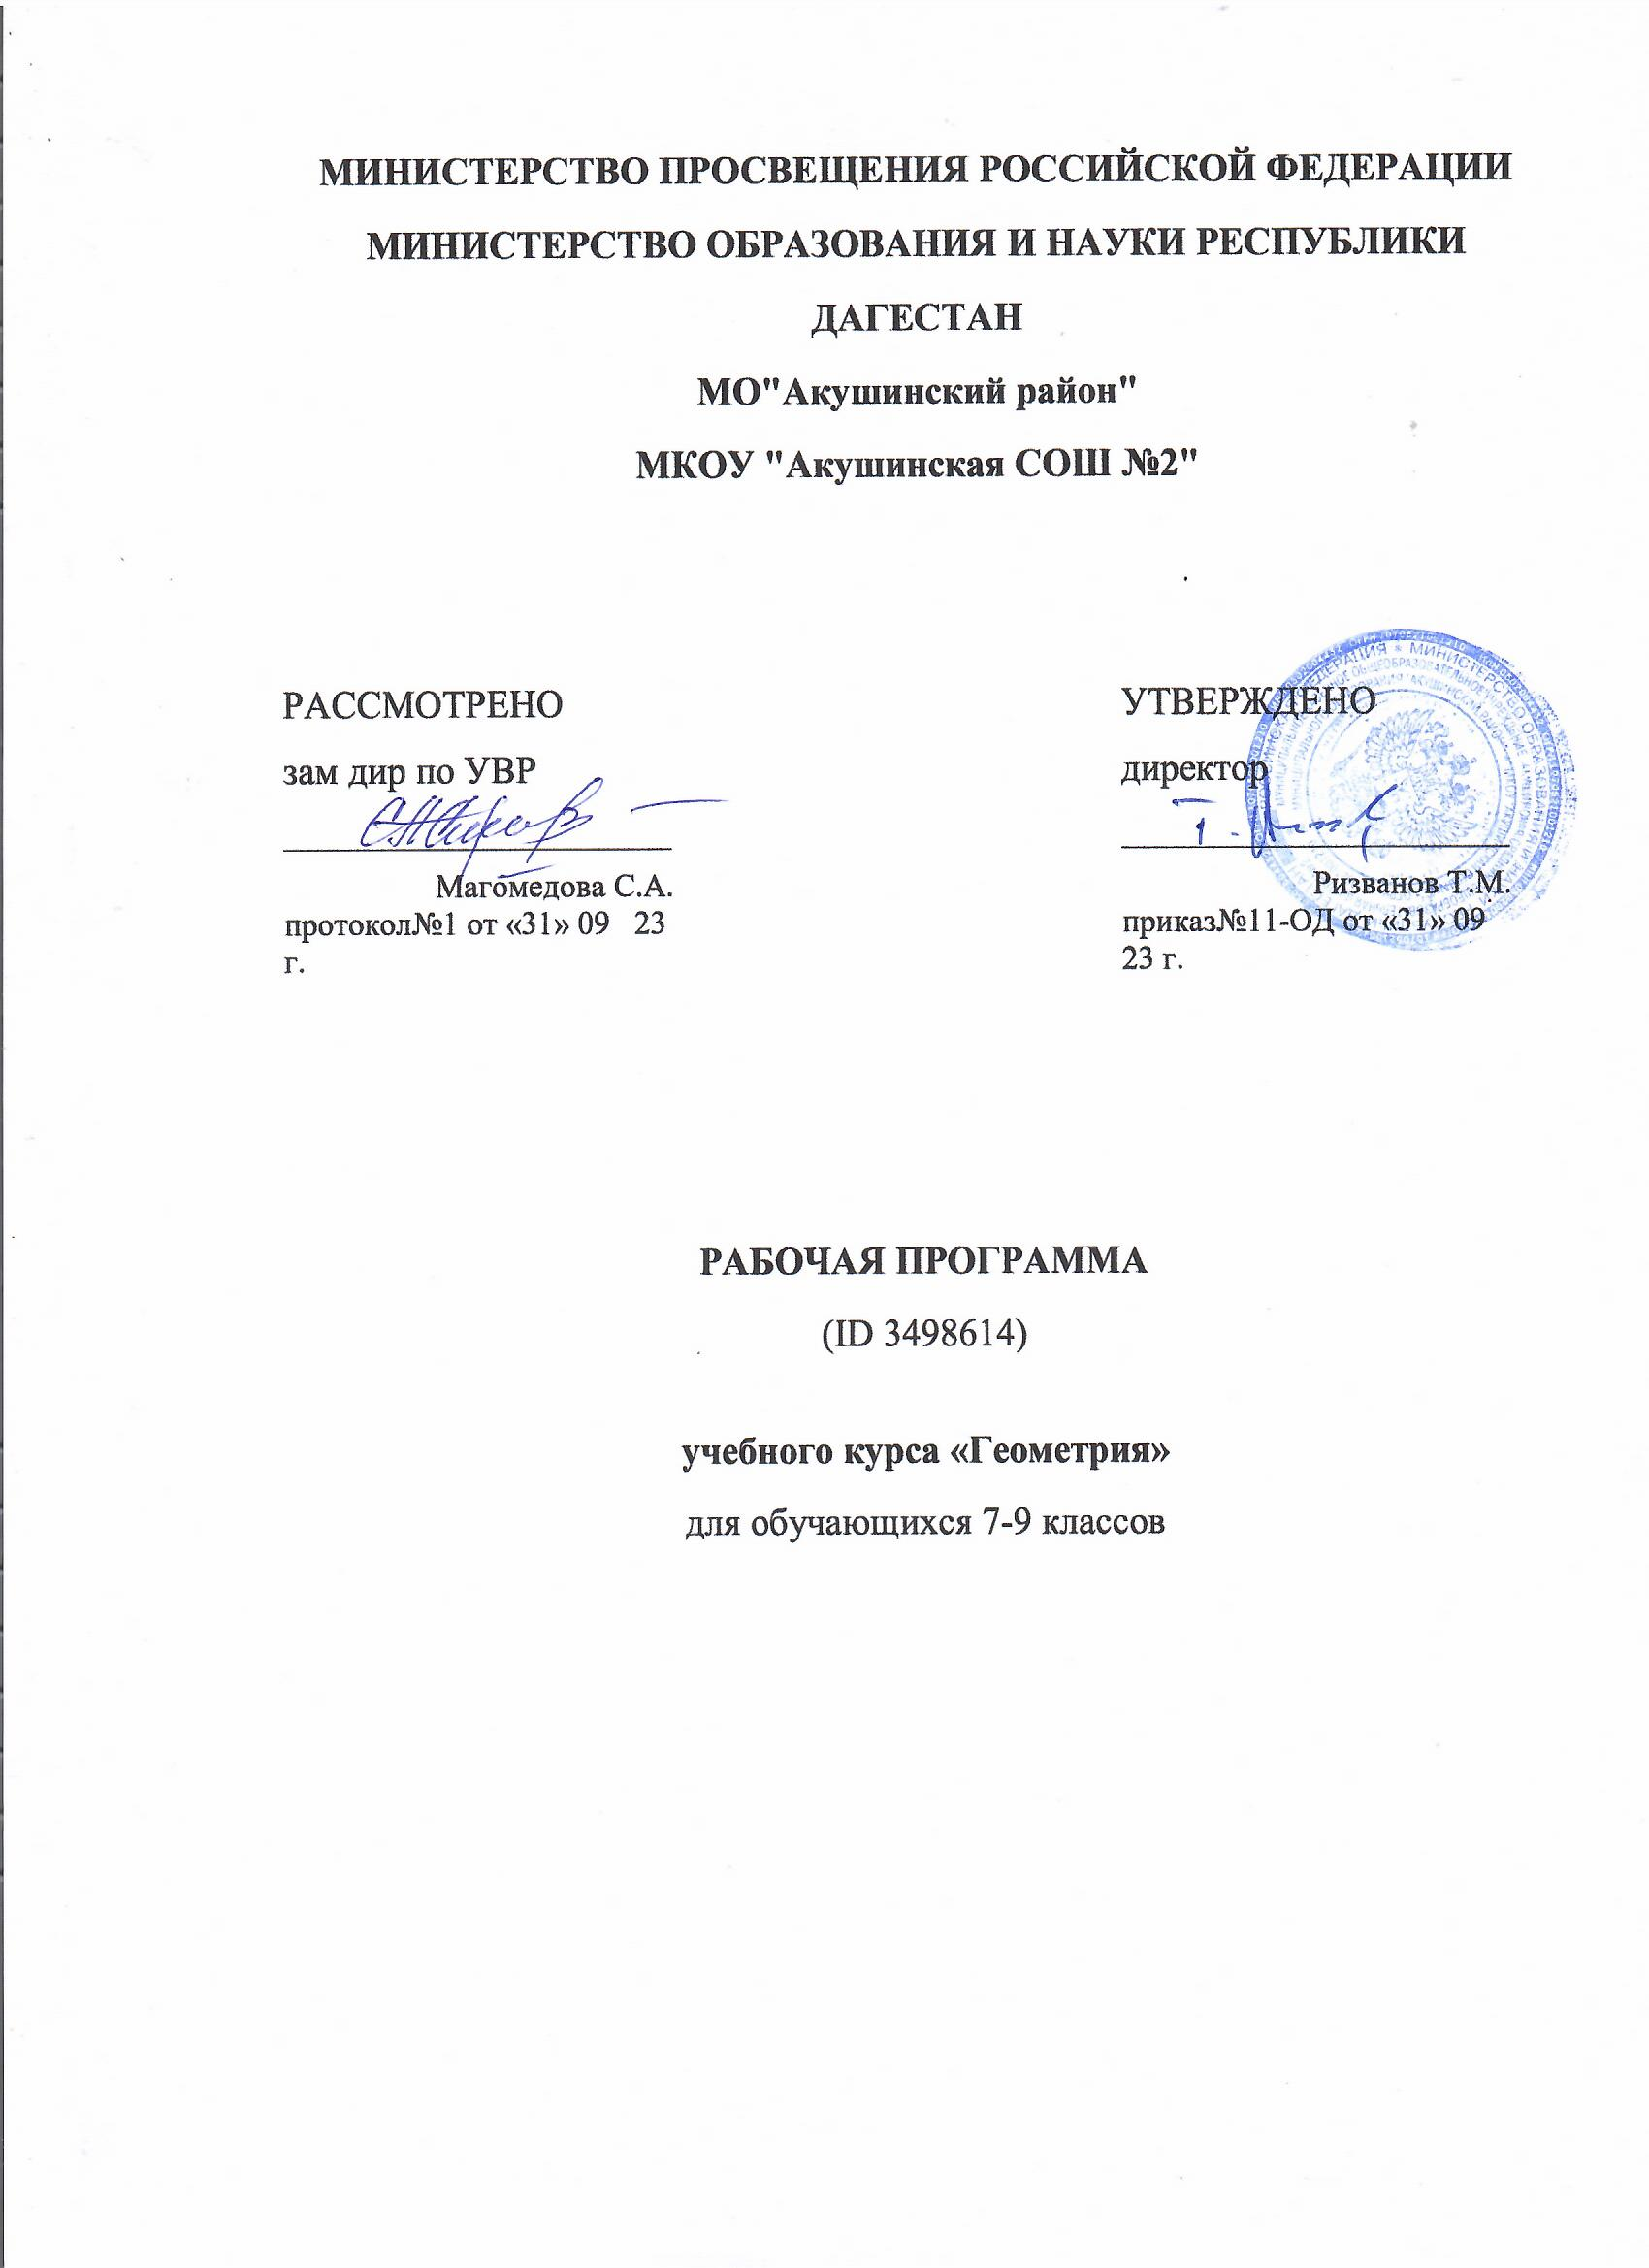 МИНИСТЕРСТВО ПРОСВЕЩЕНИЯ РОССИЙСКОЙ ФЕДЕРАЦИИ
МИНИСТЕРСТВО ОБРАЗОВАНИЯ И НАУКИ РЕСПУБЛИКИ
ДАГЕСТАН
МО"Акушинский район"
МКОУ "Акушинская СОШ №2"
РАССМОТРЕНО
зам дир по УВР
Магомедова С.А.
протокол№1 от «31» 09 23
г.
УТВЕРЖДЕНО
директор
Ризванов Т.М.
приказ№11-ОД от «31» 09
23 г.
РАБОЧАЯ ПРОГРАММА
(ID 3498614)
учебного курса «Геометрия»
для обучающихся 7-9 классов